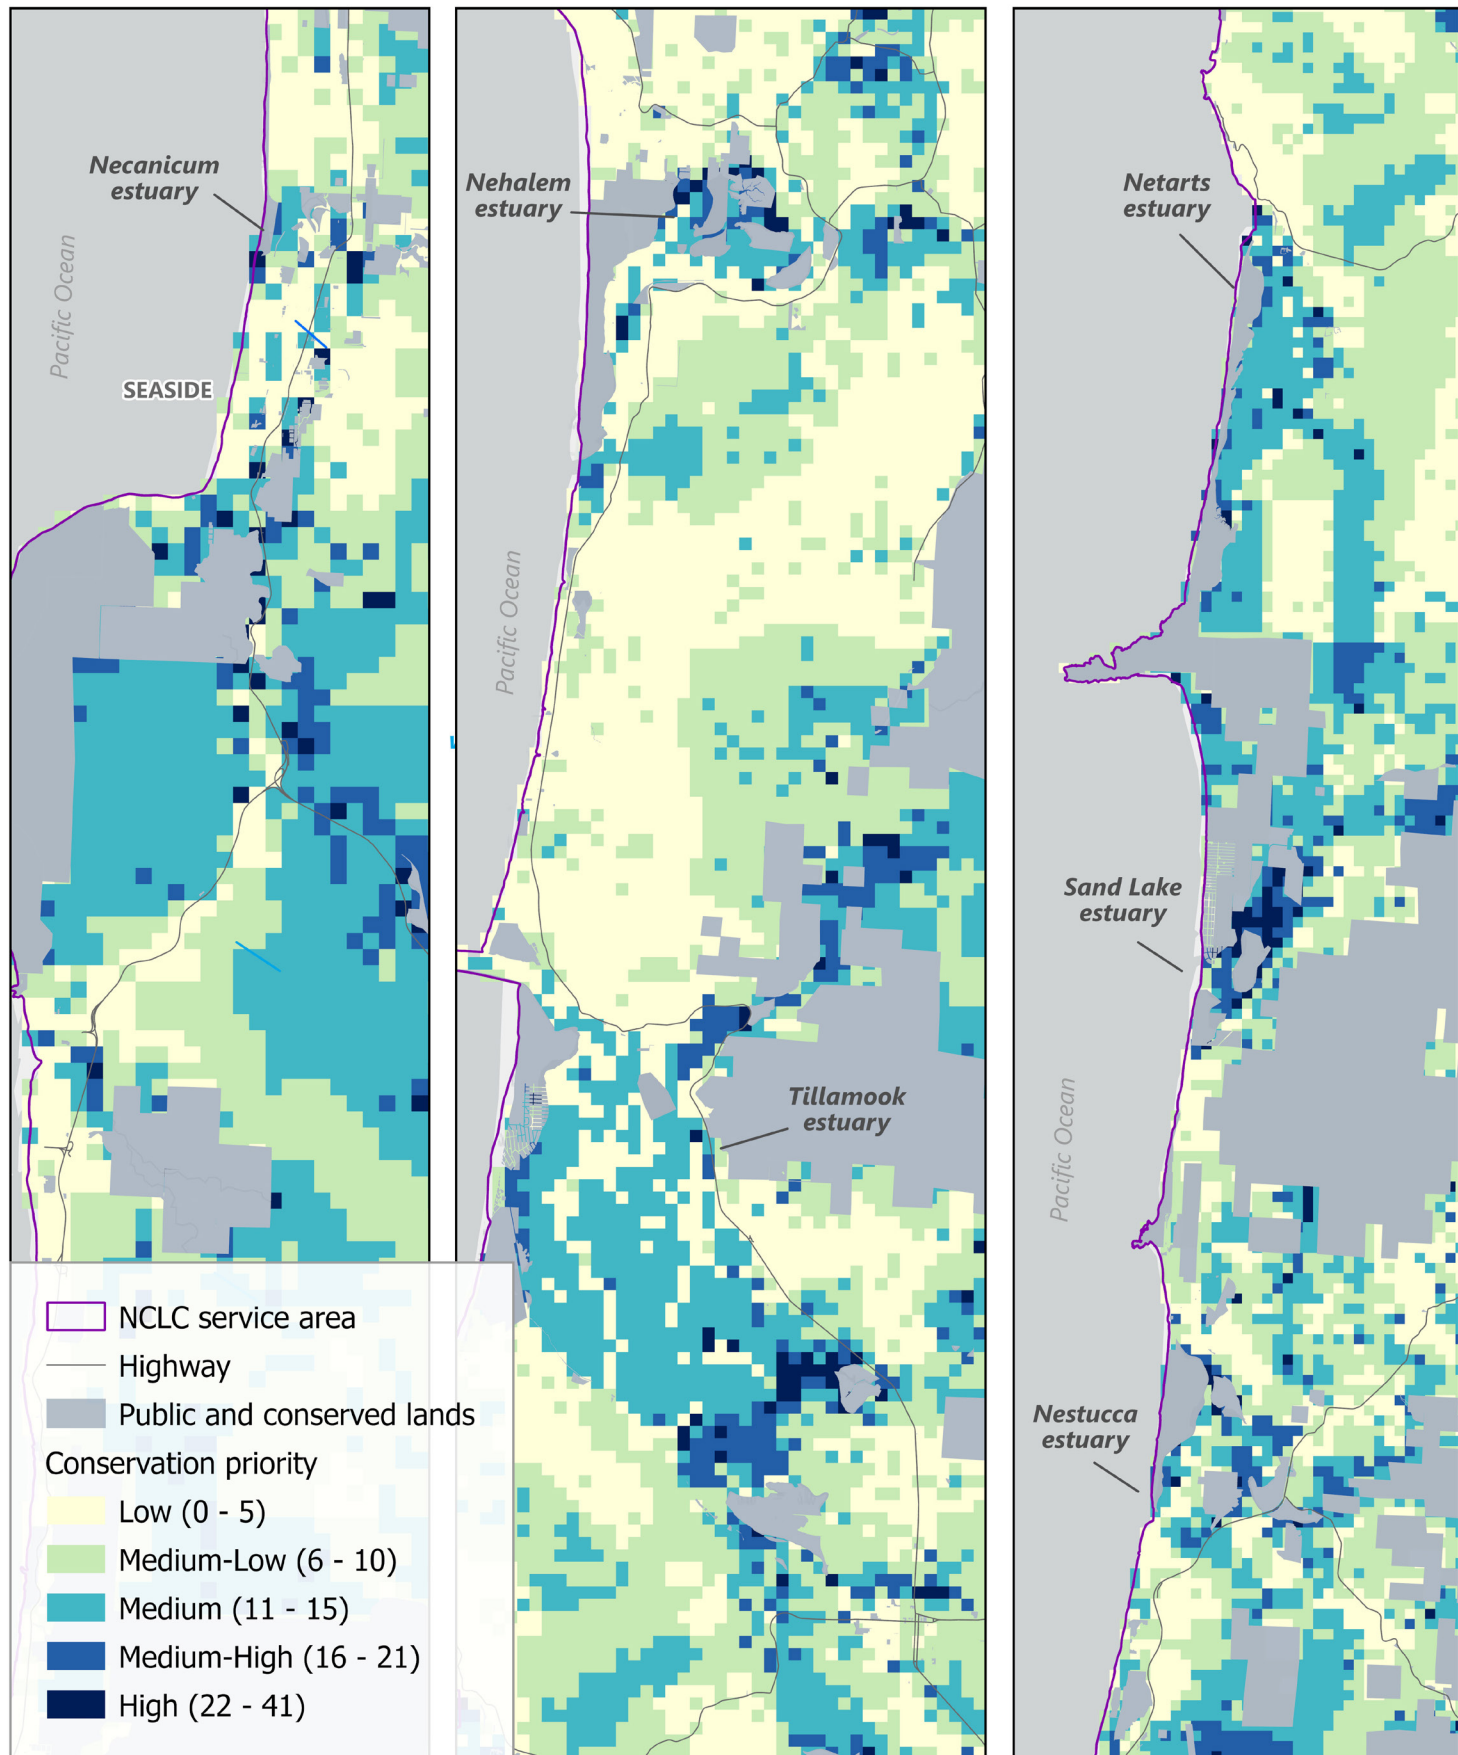 Necanicum
estuary
Pacific Ocean
SEASIDE
Nehalem
estuary
Pacific Ocean
Tillamook
estuary
Netarts
estuary
Sand Lake
estuary
Pacific Ocean
Nestucca
estuary
NCLC service area
Highway
Public and conserved lands
Conservation priority
Low (0 - 5)
Medium-Low (6 - 10)
Medium (11 - 15)
Medium-High (16 - 21)
High (22 - 41)